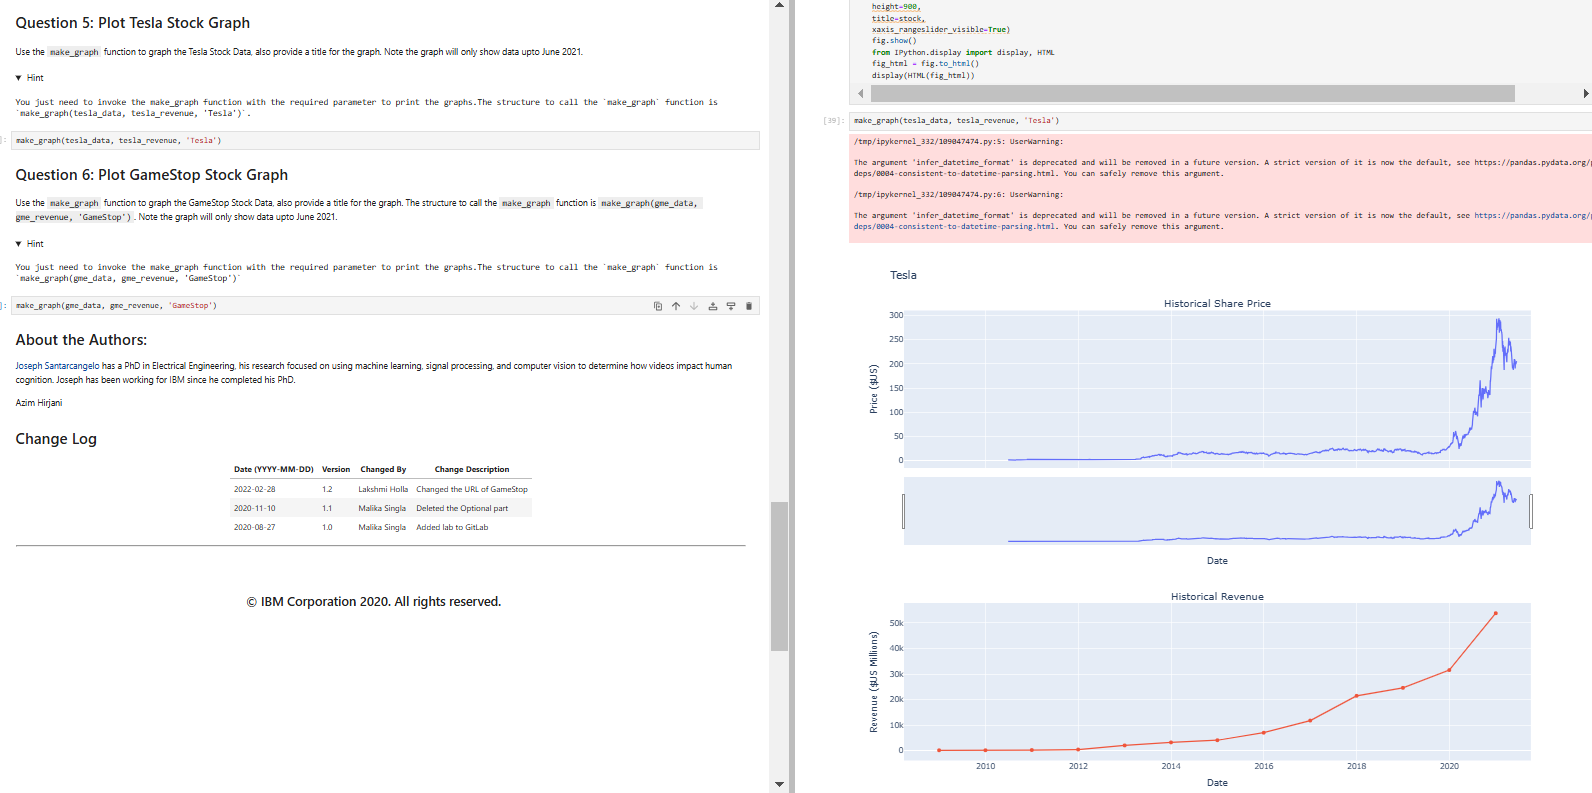 Question 5: Plot Tesla Stock Graph
Use the make_graph function to graph the Tesla Stock Data, also provide a title for the graph. Note the graph will only show data upto June 2021.
▼ Hint
You just need to invoke the make_graph function with the required parameter to print the graphs.The structure to call the `make_graph` function is
`make_graph(tesla_data, tesla_revenue, 'Tesla')`.
]: make_graph(tesla_data, tesla_revenue, 'Tesla')
Question 6: Plot GameStop Stock Graph
Use the make_graph function to graph the GameStop Stock Data, also provide a title for the graph. The structure to call the make_graph function is make_graph(gme_data,
gme_revenue, 'GameStop') . Note the graph will only show data upto June 2021.
▼ Hint
You just need to invoke the make_graph function with the required parameter to print the graphs.The structure to call the `make_graph` function is
`make_graph(gme_data, gme_revenue, 'GameStop')`
]: make_graph(gme_data, gme_revenue, 'GameStop')
About the Authors:
Joseph Santarcangelo has a PhD in Electrical Engineering, his research focused on using machine learning, signal processing, and computer vision to determine how videos impact human
cognition. Joseph has been working for IBM since he completed his PhD.
Azim Hirjani
Change Log
Date (YYYY-MM-DD) Version Changed By Change Description
2022-02-28 1.2 Lakshmi Holla Changed the URL of GameStop
2020-11-10 1.1 Malika Singla Deleted the Optional part
2020-08-27 1.0 Malika Singla Added lab to GitLab
© IBM Corporation 2020. All rights reserved.
height=900,
title=stock,
xaxis_rangeslider_visible=True)
fig.show()
from IPython.display import display, HTML
fig_html = fig.to_html()
display(HTML(fig_html))
[39]: make_graph(tesla_data, tesla_revenue, 'Tesla')
/tmp/ipykernel_332/109047474.py:5: UserWarning:
The argument 'infer_datetime_format' is deprecated and will be removed in a future version. A strict version of it is now the default, see https://pandas.pydata.org/
deps/0004-consistent-to-datetime-parsing.html. You can safely remove this argument.
/tmp/ipykernel_332/109047474.py:6: UserWarning:
The argument 'infer_datetime_format' is deprecated and will be removed in a future version. A strict version of it is now the default, see https://pandas.pydata.org/
deps/0004-consistent-to-datetime-parsing.html. You can safely remove this argument.
Tesla
Historical Share Price
300
250
200
150
100
50
0
Price ($US)
Date
Historical Revenue
50k
40k
30k
20k
10k
0
Revenue ($US Millions)
2010 2012 2014 2016 2018 2020
Date